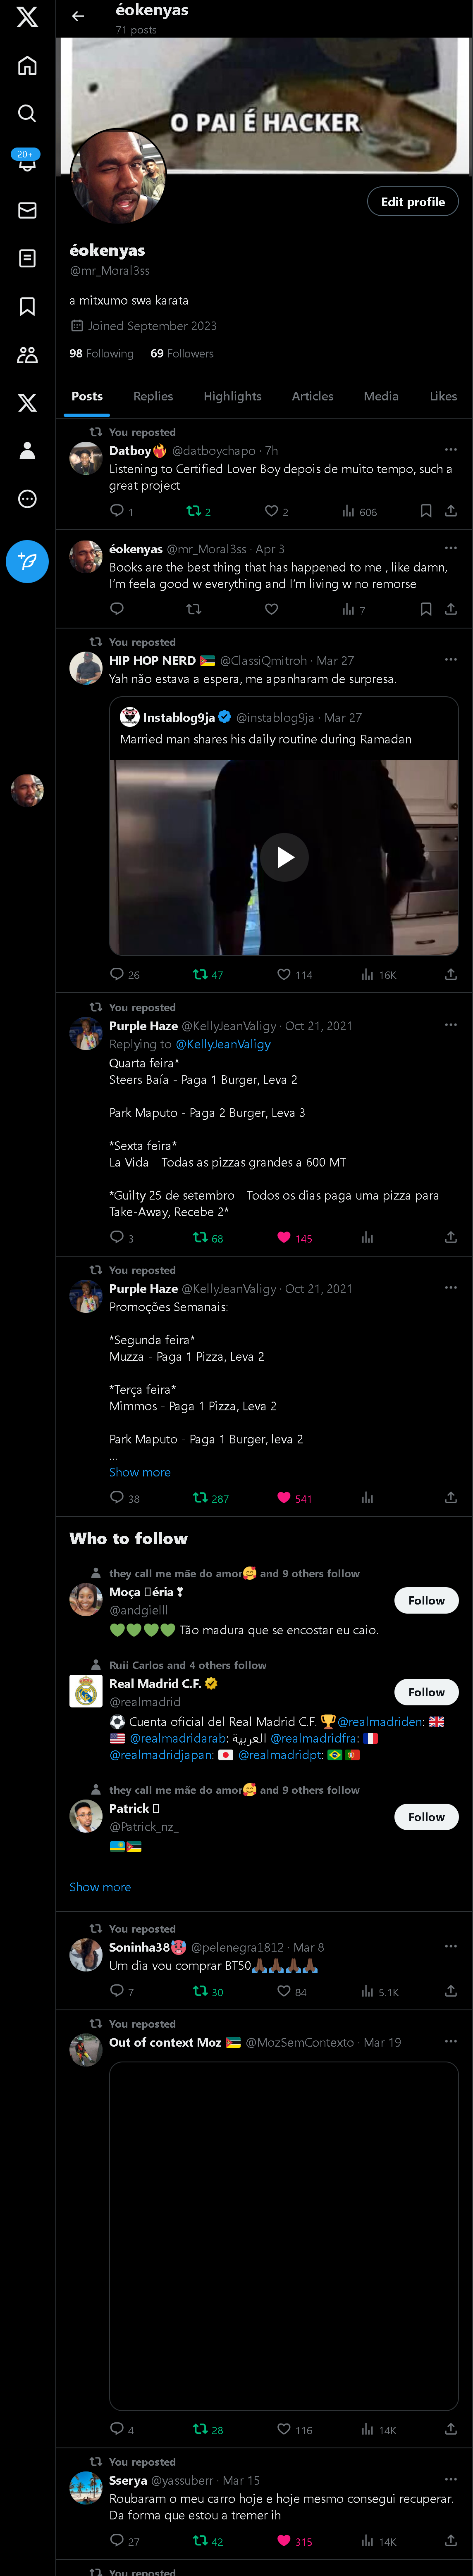 éokenyas
71 posts
O PAI É HACKER
20+
Edit profile
éokenyas
@mr_Moral3ss
a mitxumo swa karata
Joined September 2023
98 Following 69 Followers
Posts Replies Highlights Articles Media Likes
You reposted
Datboy❤️‍🔥 @datboychapo · 7h
Listening to Certified Lover Boy depois de muito tempo, such a
great project
1 2 2 606
éokenyas @mr_Moral3ss · Apr 3
Books are the best thing that has happened to me , like damn,
I'm feela good w everything and I'm living w no remorse
7
You reposted
HIP HOP NERD 🇲🇿 @ClassiQmitroh · Mar 27
Yah não estava a espera, me apanharam de surpresa.
Instablog9ja @instablog9ja · Mar 27
Married man shares his daily routine during Ramadan
26 47 114 16K
You reposted
Purple Haze @KellyJeanValigy · Oct 21, 2021
Replying to @KellyJeanValigy
Quarta feira*
Steers Baía - Paga 1 Burger, Leva 2
Park Maputo - Paga 2 Burger, Leva 3
*Sexta feira*
La Vida - Todas as pizzas grandes a 600 MT
*Guilty 25 de setembro - Todos os dias paga uma pizza para
Take-Away, Recebe 2*
3 68 145
You reposted
Purple Haze @KellyJeanValigy · Oct 21, 2021
Promoções Semanais:
*Segunda feira*
Muzza - Paga 1 Pizza, Leva 2
*Terça feira*
Mimmos - Paga 1 Pizza, Leva 2
Park Maputo - Paga 1 Burger, leva 2
...
Show more
38 287 541
Who to follow
they call me mãe do amor🥰 and 9 others follow
Moça ▯éria❢
@andgielll
Follow
💚💚💚💚 Tão madura que se encostar eu caio.
Ruii Carlos and 4 others follow
Real Madrid C.F.
@realmadrid
Follow
⚽ Cuenta oficial del Real Madrid C.F. 🏆@realmadriden: 🇬🇧
🇺🇸 @realmadridarab: العربية @realmadridfra: 🇫🇷
@realmadridjapan: 🇯🇵 @realmadridpt: 🇧🇷🇵🇹
they call me mãe do amor🥰 and 9 others follow
Patrick ▯
@Patrick_nz_
Follow
🇷🇼🇲🇿
Show more
You reposted
Soninha38🥵 @pelenegra1812 · Mar 8
Um dia vou comprar BT50🙏🏾🙏🏾🙏🏾🙏🏾
7 30 84 5.1K
You reposted
Out of context Moz 🇲🇿 @MozSemContexto · Mar 19
4 28 116 14K
You reposted
Sserya @yassuberr · Mar 15
Roubaram o meu carro hoje e hoje mesmo consegui recuperar.
Da forma que estou a tremer ih
27 42 315 14K
You reposted